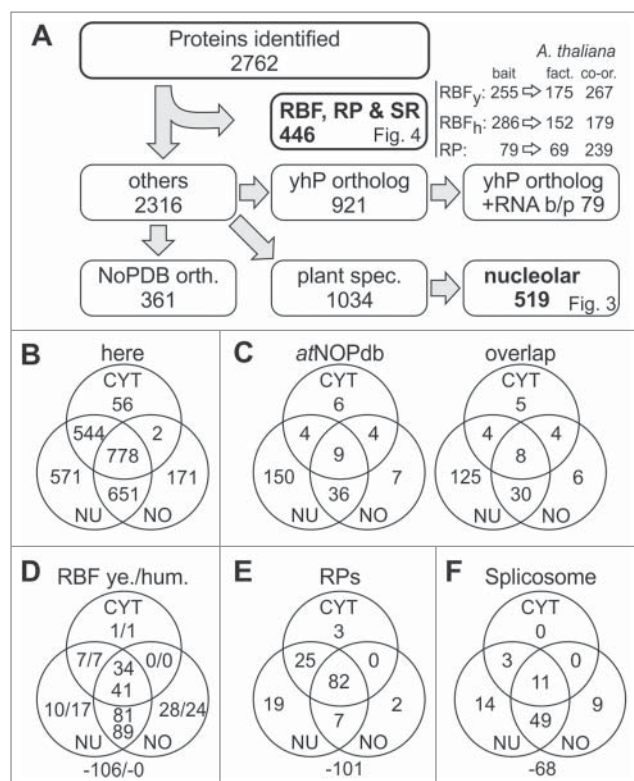 A
Proteins identified
2762
A. thaliana
bait fact. co-or.
RBFy: 255 ⇨ 175 267
RBFh: 286 ⇨ 152 179
RP: 79 ⇨ 69 239
RBF, RP & SR
446 Fig. 4
others
2316
yhP ortholog
921
yhP ortholog
+RNA b/p 79
NoPDB orth.
361
plant spec.
1034
nucleolar
519 Fig. 3
B here
CYT
56
544 2
778
571 171
651
NU NO
C atNOPdb
CYT
6
4 4
9
150 7
36
NU NO
overlap
CYT
5
4 4
8
125 6
30
NU NO
D RBF ye./hum.
CYT
1/1
7/7 0/0
34
41
10/17 28/24
81
89
NU NO
-106/-0
E RPs
CYT
3
25 0
82
19 2
7
NU NO
-101
F Splicosome
CYT
0
3 0
11
14 9
49
NU NO
-68